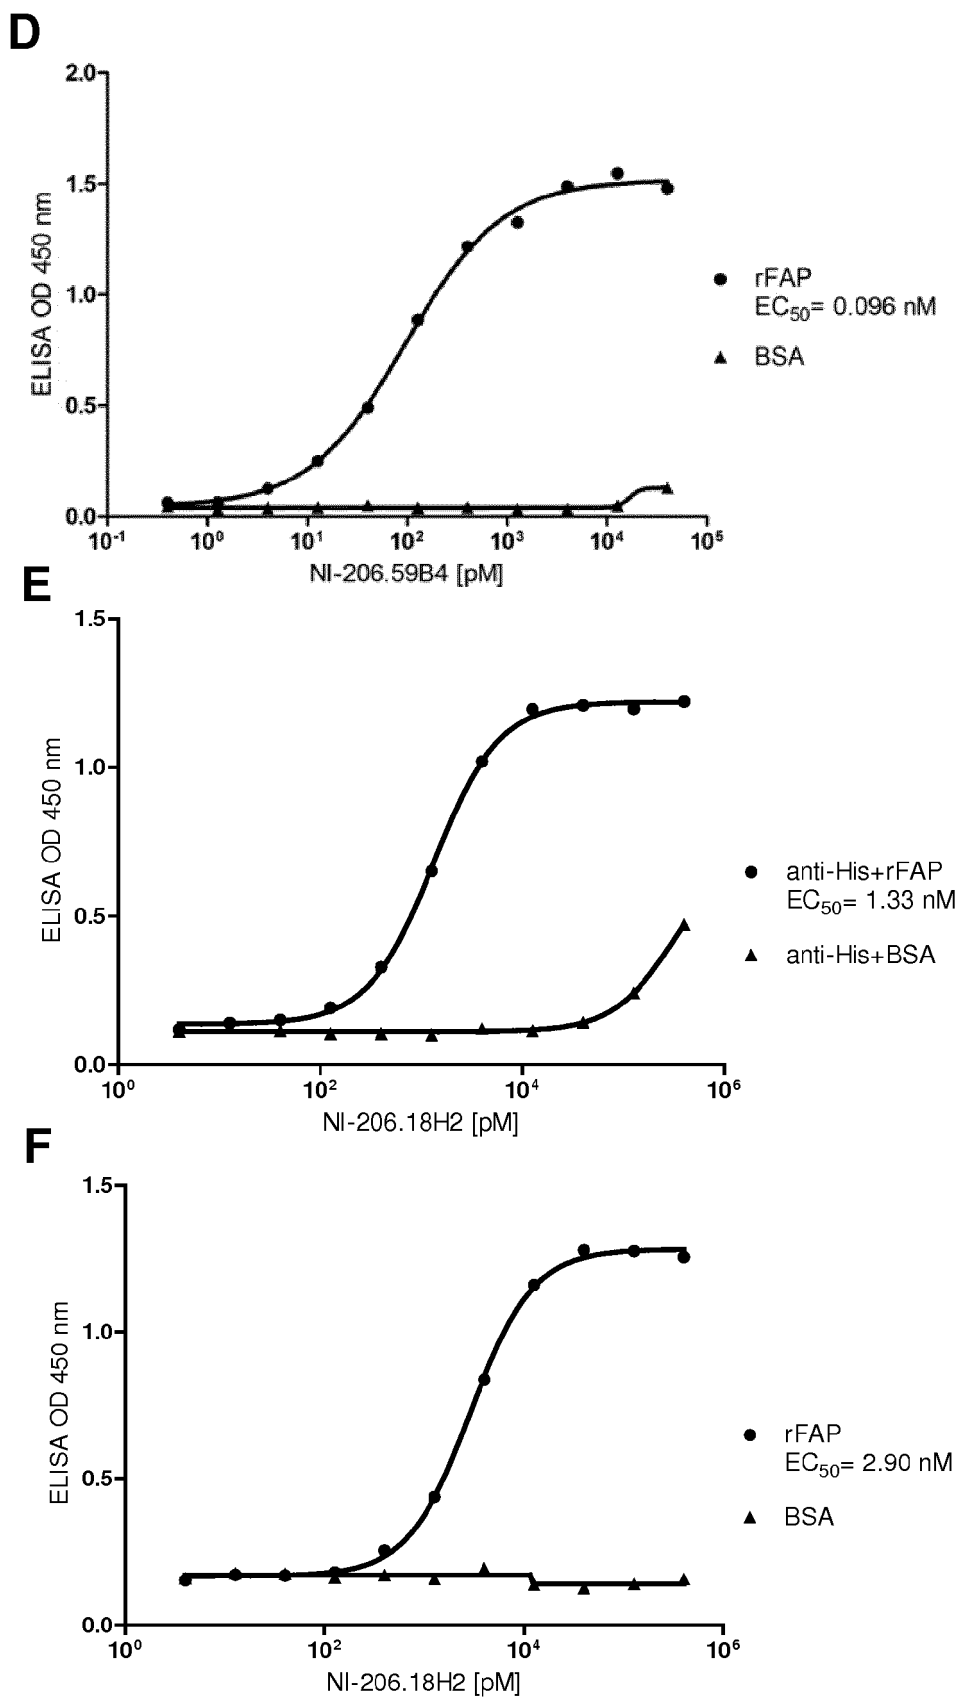 D
2.0
1.5
1.0
0.5
0.0
ELISA OD 450 nm
10⁻¹ 10⁰ 10¹ 10² 10³ 10⁴ 10⁵
NI-206.59B4 [pM]
rFAP
EC₅₀= 0.096 nM
BSA
E
1.5
1.0
0.5
0.0
ELISA OD 450 nm
10⁰ 10² 10⁴ 10⁶
NI-206.18H2 [pM]
anti-His+rFAP
EC₅₀= 1.33 nM
anti-His+BSA
F
1.5
1.0
0.5
0.0
ELISA OD 450 nm
10⁰ 10² 10⁴ 10⁶
NI-206.18H2 [pM]
rFAP
EC₅₀= 2.90 nM
BSA